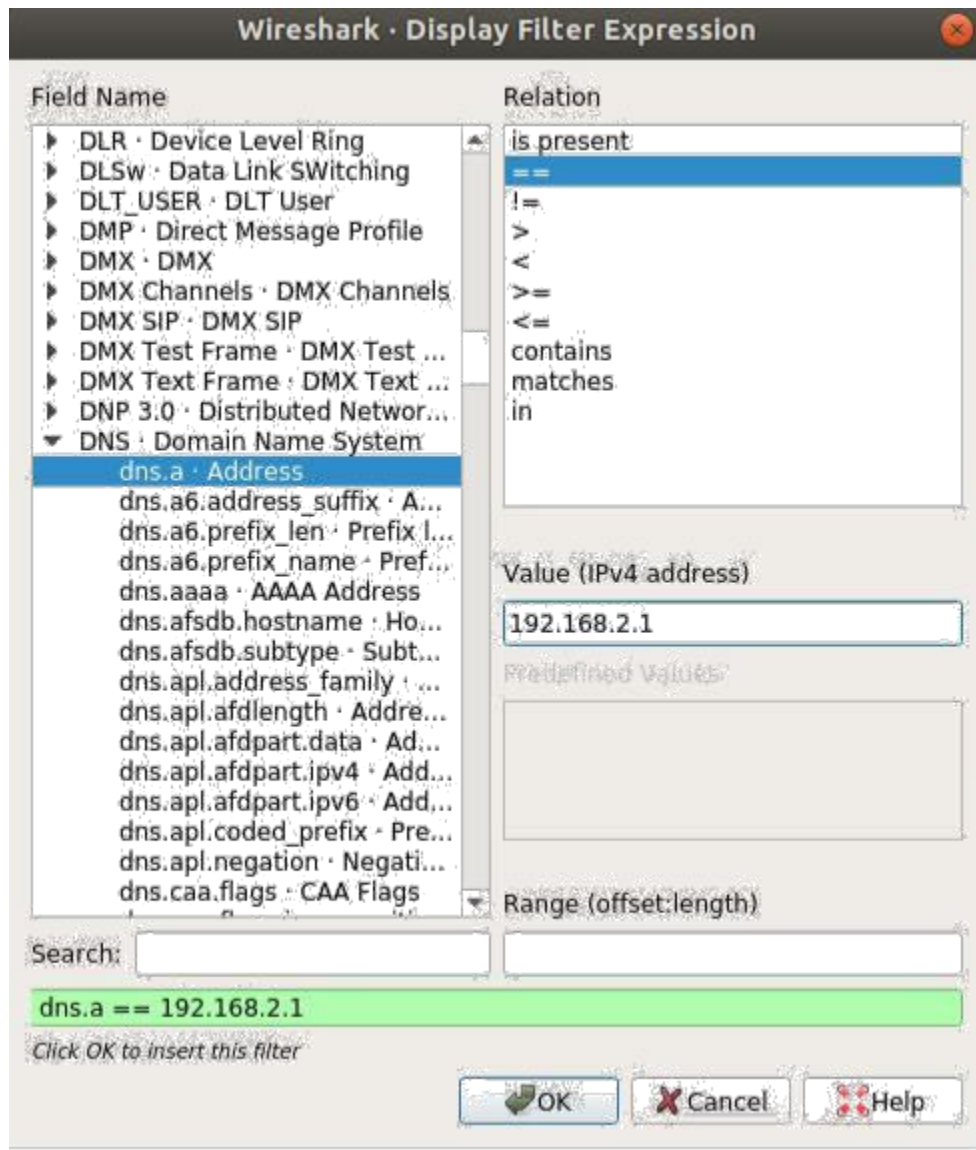 Wireshark · Display Filter Expression
Field Name
DLR · Device Level Ring
DLSw · Data Link SWitching
DLT_USER · DLT User
DMP · Direct Message Profile
DMX · DMX
DMX Channels · DMX Channels
DMX SIP · DMX SIP
DMX Test Frame · DMX Test ...
DMX Text Frame · DMX Text ...
DNP 3.0 · Distributed Networ...
DNS · Domain Name System
dns.a · Address
dns.a6.address_suffix · A...
dns.a6.prefix_len · Prefix l...
dns.a6.prefix_name · Pref...
dns.aaaa · AAAA Address
dns.afsdb.hostname · Ho...
dns.afsdb.subtype · Subt...
dns.apl.address_family · ...
dns.apl.afdlength · Addre...
dns.apl.afdpart.data · Ad...
dns.apl.afdpart.ipv4 · Add...
dns.apl.afdpart.ipv6 · Add...
dns.apl.coded_prefix · Pre...
dns.apl.negation · Negati...
dns.caa.flags · CAA Flags
Relation
is present
==
!=
>
<
>=
<=
contains
matches
in
Value (IPv4 address)
192.168.2.1
Predefined Values
Range (offset:length)
Search:
dns.a == 192.168.2.1
Click OK to insert this filter
OK
Cancel
Help